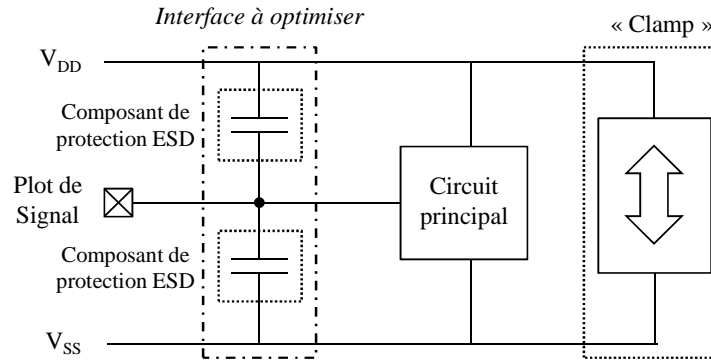 Interface à optimiser
« Clamp »
V_DD
Composant de
protection ESD
Plot de
Signal
Circuit
principal
Composant de
protection ESD
V_SS